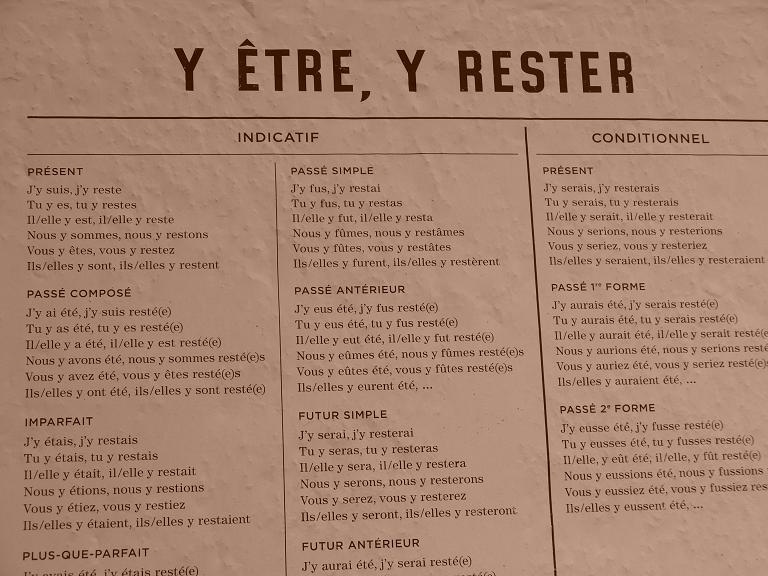 Y ÊTRE, Y RESTER
INDICATIF
PRÉSENT
J'y suis, j'y reste
Tu y es, tu y restes
Il/elle y est, il/elle y reste
Nous y sommes, nous y restons
Vous y êtes, vous y restez
Ils/elles y sont, ils/elles y restent
PASSÉ COMPOSÉ
J'y ai été, j'y suis resté(e)
Tu y as été, tu y es resté(e)
Il/elle y a été, il/elle y est resté(e)
Nous y avons été, nous y sommes resté(e)s
Vous y avez été, vous y êtes resté(e)s
Ils/elles y ont été, ils/elles y sont resté(e)
IMPARFAIT
J'y étais, j'y restais
Tu y étais, tu y restais
Il/elle y était, il/elle y restait
Nous y étions, nous y restions
Vous y étiez, vous y restiez
Ils/elles y étaient, ils/elles y restaient
PLUS-QUE-PARFAIT
J'y avais été, j'y étais resté(e)
PASSÉ SIMPLE
J'y fus, j'y restai
Tu y fus, tu y restas
Il/elle y fut, il/elle y resta
Nous y fûmes, nous y restâmes
Vous y fûtes, vous y restâtes
Ils/elles y furent, ils/elles y restèrent
PASSÉ ANTÉRIEUR
J'y eus été, j'y fus resté(e)
Tu y eus été, tu y fus resté(e)
Il/elle y eut été, il/elle y fut resté(e)
Nous y eûmes été, nous y fûmes resté(e)s
Vous y eûtes été, vous y fûtes resté(e)s
Ils/elles y eurent été, ...
FUTUR SIMPLE
J'y serai, j'y resterai
Tu y seras, tu y resteras
Il/elle y sera, il/elle y restera
Nous y serons, nous y resterons
Vous y serez, vous y resterez
Ils/elles y seront, ils/elles y resteront
FUTUR ANTÉRIEUR
J'y aurai été, j'y serai resté(e)
CONDITIONNEL
PRÉSENT
J'y serais, j'y resterais
Tu y serais, tu y resterais
Il/elle y serait, il/elle y resterait
Nous y serions, nous y resterions
Vous y seriez, vous y resteriez
Ils/elles y seraient, ils/elles y resteraient
PASSÉ 1re FORME
J'y aurais été, j'y serais resté(e)
Tu y aurais été, tu y serais resté(e)
Il/elle y aurait été, il/elle y serait resté(e
Nous y aurions été, nous y serions resté
Vous y auriez été, vous y seriez resté(e)s
Ils/elles y auraient été, ...
PASSÉ 2e FORME
J'y eusse été, j'y fusse resté(e)
Tu y eusses été, tu y fusses resté(e)
Il/elle, y eût été; il/elle, y fût resté(e)
Nous y eussions été, nous y fussions
Vous y eussiez été, vous y fussiez res
Ils/elles y eussent été, ...